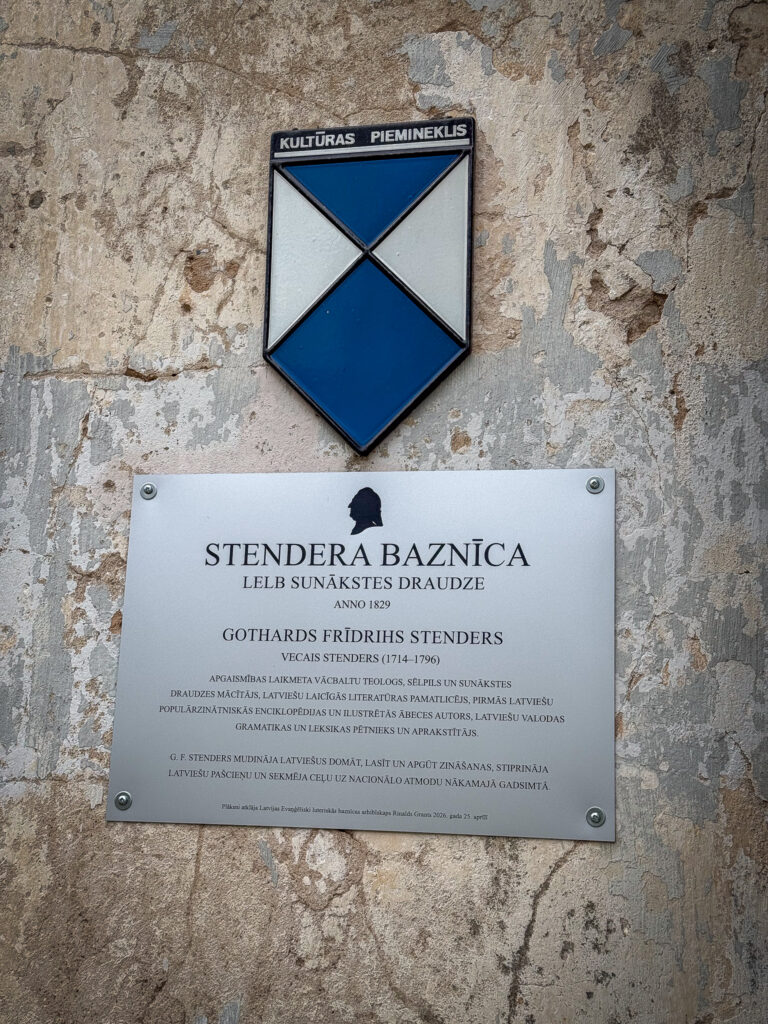 KULTŪRAS PIEMINEKLIS
STENDERA BAZNĪCA
LELB SUNĀKSTES DRAUDZE
ANNO 1829
GOTHARDS FRĪDRIHS STENDERS
VECAIS STENDERS (1714–1796)
APGAISMĪBAS LAIKMETA VĀCBALTU TEOLOGS, SĒLPILS UN SUNĀKSTES
DRAUDZES MĀCĪTĀJS, LATVIEŠU LAICĪGĀS LITERATŪRAS PAMATLICĒJS, PIRMĀS LATVIEŠU
POPULĀRZINĀTNISKĀS ENCIKLOPĒDIJAS UN ILUSTRĒTĀS ĀBECES AUTORS, LATVIEŠU VALODAS
GRAMATIKAS UN LEKSIKAS PĒTNIEKS UN APRAKSTĪTĀJS.
G. F. STENDERS MUDINĀJA LATVIEŠUS DOMĀT, LASĪT UN APGŪT ZINĀŠANAS, STIPRINĀJA
LATVIEŠU PAŠCIEŅU UN SEKMĒJA CEĻU UZ NACIONĀLO ATMODU NĀKAMAJĀ GADSIMTĀ.
Plāksni atklāja Latvijas Evaņģēliski luteriskās baznīcas arhibīskaps Rinalds Grants 2026. gada 25. aprīlī